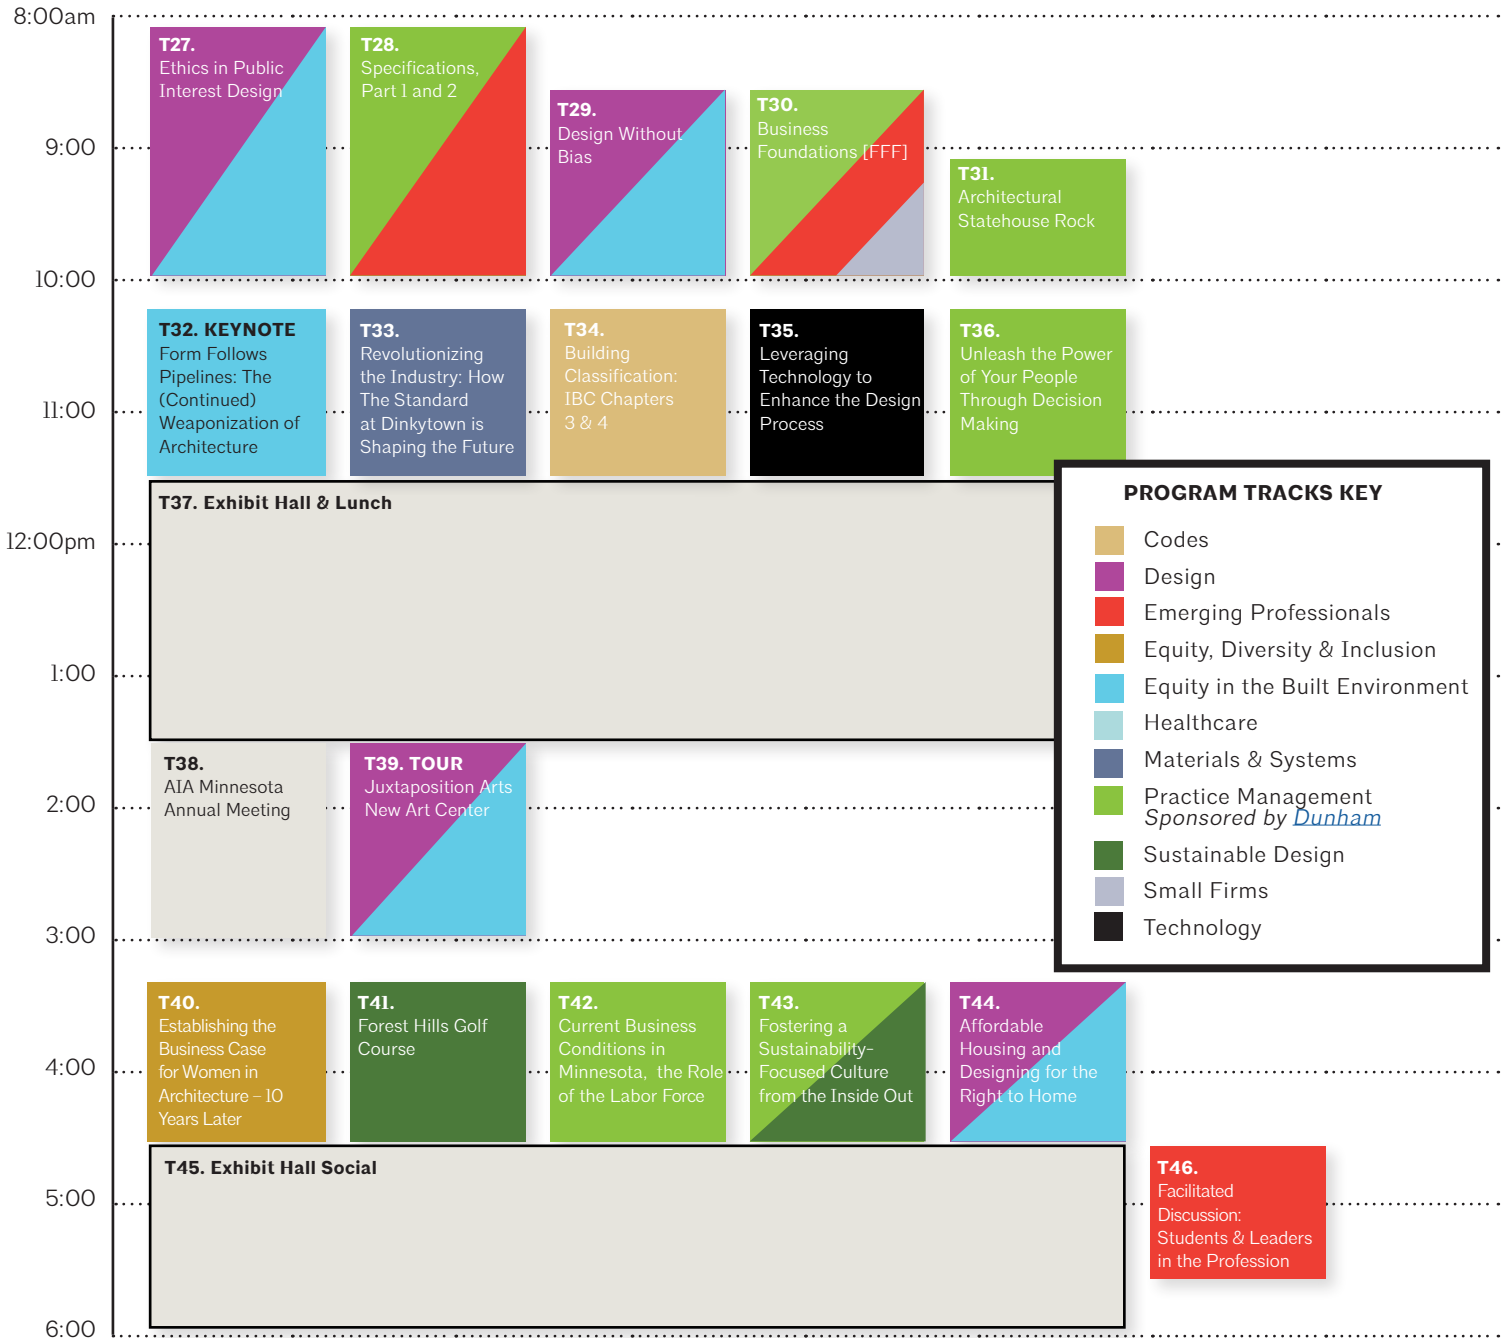 8:00am
9:00
10:00
11:00
12:00pm
1:00
2:00
3:00
4:00
5:00
6:00
T27.
Ethics in Public
Interest Design
T28.
Specifications,
Part 1 and 2
T29.
Design Without
Bias
T30.
Business
Foundations [FFF]
T31.
Architectural
Statehouse Rock
T32. KEYNOTE
Form Follows
Pipelines: The
(Continued)
Weaponization of
Architecture
T33.
Revolutionizing
the Industry: How
The Standard
at Dinkytown is
Shaping the Future
T34.
Building
Classification:
IBC Chapters
3 & 4
T35.
Leveraging
Technology to
Enhance the Design
Process
T36.
Unleash the Power
of Your People
Through Decision
Making
T37. Exhibit Hall & Lunch
T38.
AIA Minnesota
Annual Meeting
T39. TOUR
Juxtaposition Arts
New Art Center
PROGRAM TRACKS KEY
Codes
Design
Emerging Professionals
Equity, Diversity & Inclusion
Equity in the Built Environment
Healthcare
Materials & Systems
Practice Management
Sponsored by Dunham
Sustainable Design
Small Firms
Technology
T40.
Establishing the
Business Case
for Women in
Architecture – 10
Years Later
T41.
Forest Hills Golf
Course
T42.
Current Business
Conditions in
Minnesota, the Role
of the Labor Force
T43.
Fostering a
Sustainability-
Focused Culture
from the Inside Out
T44.
Affordable
Housing and
Designing for the
Right to Home
T45. Exhibit Hall Social
T46.
Facilitated
Discussion:
Students & Leaders
in the Profession